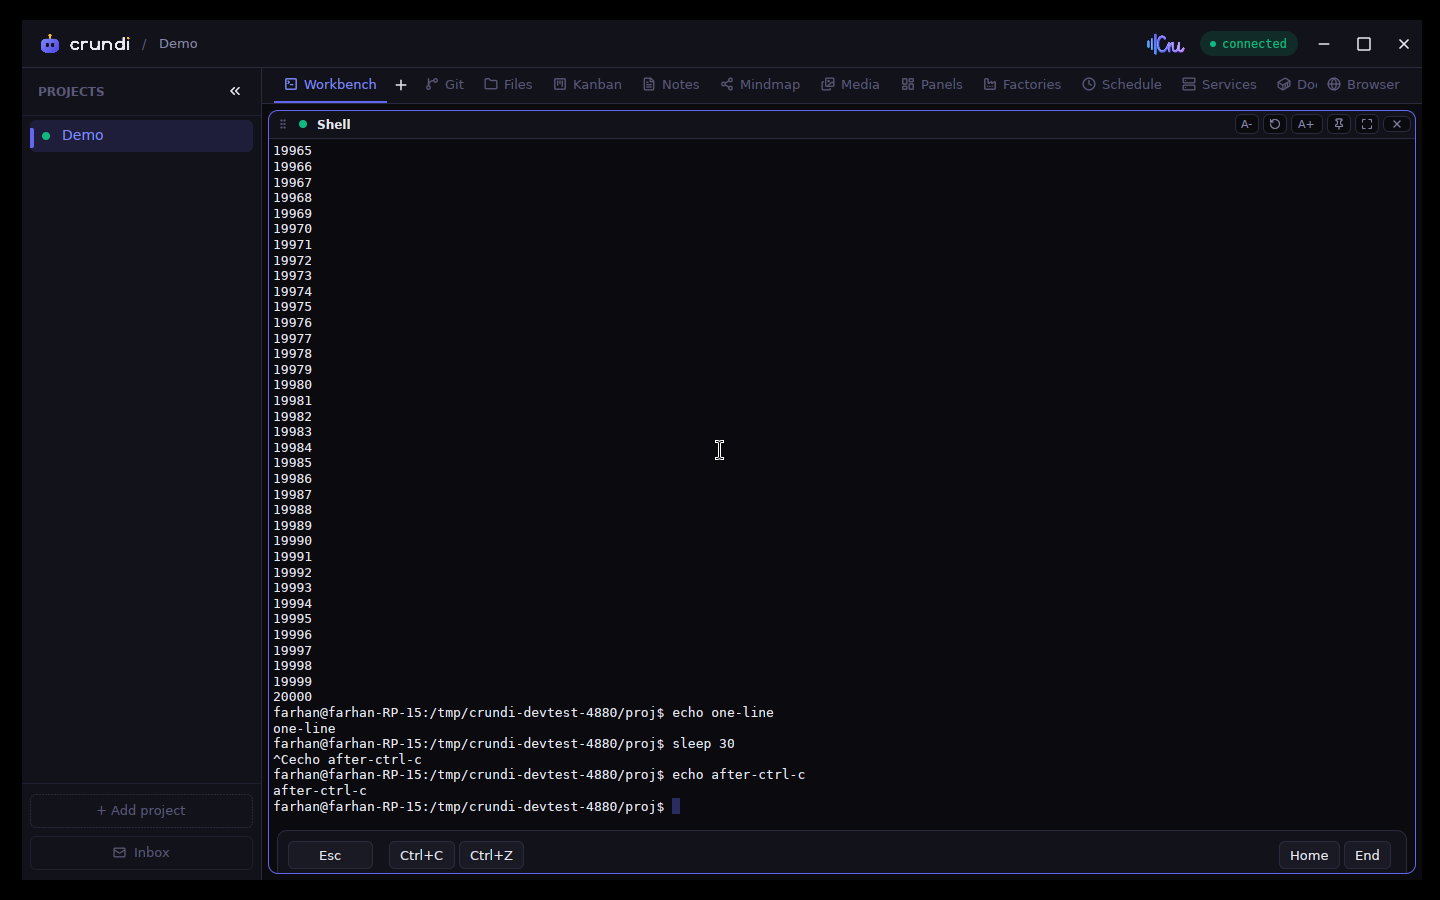 crundi / Demo
Cru
connected
PROJECTS
Workbench
Git
Files
Kanban
Notes
Mindmap
Media
Panels
Factories
Schedule
Services
Do
Browser
Demo
Shell
A-
A+
19965
19966
19967
19968
19969
19970
19971
19972
19973
19974
19975
19976
19977
19978
19979
19980
19981
19982
19983
19984
19985
19986
19987
19988
19989
19990
19991
19992
19993
19994
19995
19996
19997
19998
19999
20000
farhan@farhan-RP-15:/tmp/crundi-devtest-4880/proj$ echo one-line
one-line
farhan@farhan-RP-15:/tmp/crundi-devtest-4880/proj$ sleep 30
^Cecho after-ctrl-c
farhan@farhan-RP-15:/tmp/crundi-devtest-4880/proj$ echo after-ctrl-c
after-ctrl-c
farhan@farhan-RP-15:/tmp/crundi-devtest-4880/proj$
+ Add project
Inbox
Esc
Ctrl+C
Ctrl+Z
Home
End